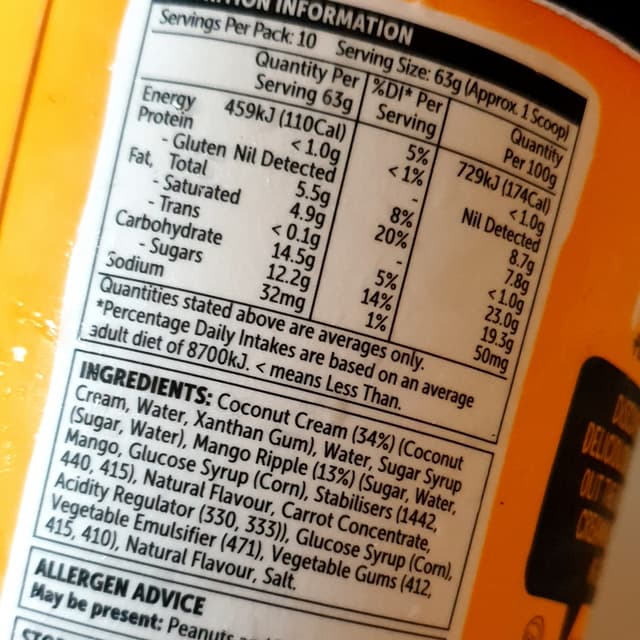 INFORMATION
Servings Per Pack: 10 Serving Size: 63g (Approx. 1 Scoop)
Quantity Per Serving 63g %DI* Per Serving Quantity Per 100g
Energy 459kJ (110Cal) 5% 729kJ (174Cal)
Protein <1.0g <1% <1.0g
- Gluten Nil Detected - Nil Detected
Fat, Total 5.5g 8% 8.7g
- Saturated 4.9g 20% 7.8g
- Trans <0.1g - <1.0g
Carbohydrate 14.5g 5% 23.0g
- Sugars 12.2g 14% 19.3g
Sodium 32mg 1% 50mg
Quantities stated above are averages only.
*Percentage Daily Intakes are based on an average
adult diet of 8700kJ. < means Less Than.
INGREDIENTS: Coconut Cream (34%) (Coconut
Cream, Water, Xanthan Gum), Water, Sugar Syrup
(Sugar, Water), Mango Ripple (13%) (Sugar, Water,
Mango, Glucose Syrup (Corn), Stabilisers (1442,
440, 415), Natural Flavour, Carrot Concentrate,
Acidity Regulator (330, 333)), Glucose Syrup (Corn),
Vegetable Emulsifier (471), Vegetable Gums (412,
415, 410), Natural Flavour, Salt.
ALLERGEN ADVICE
May be present: Peanuts